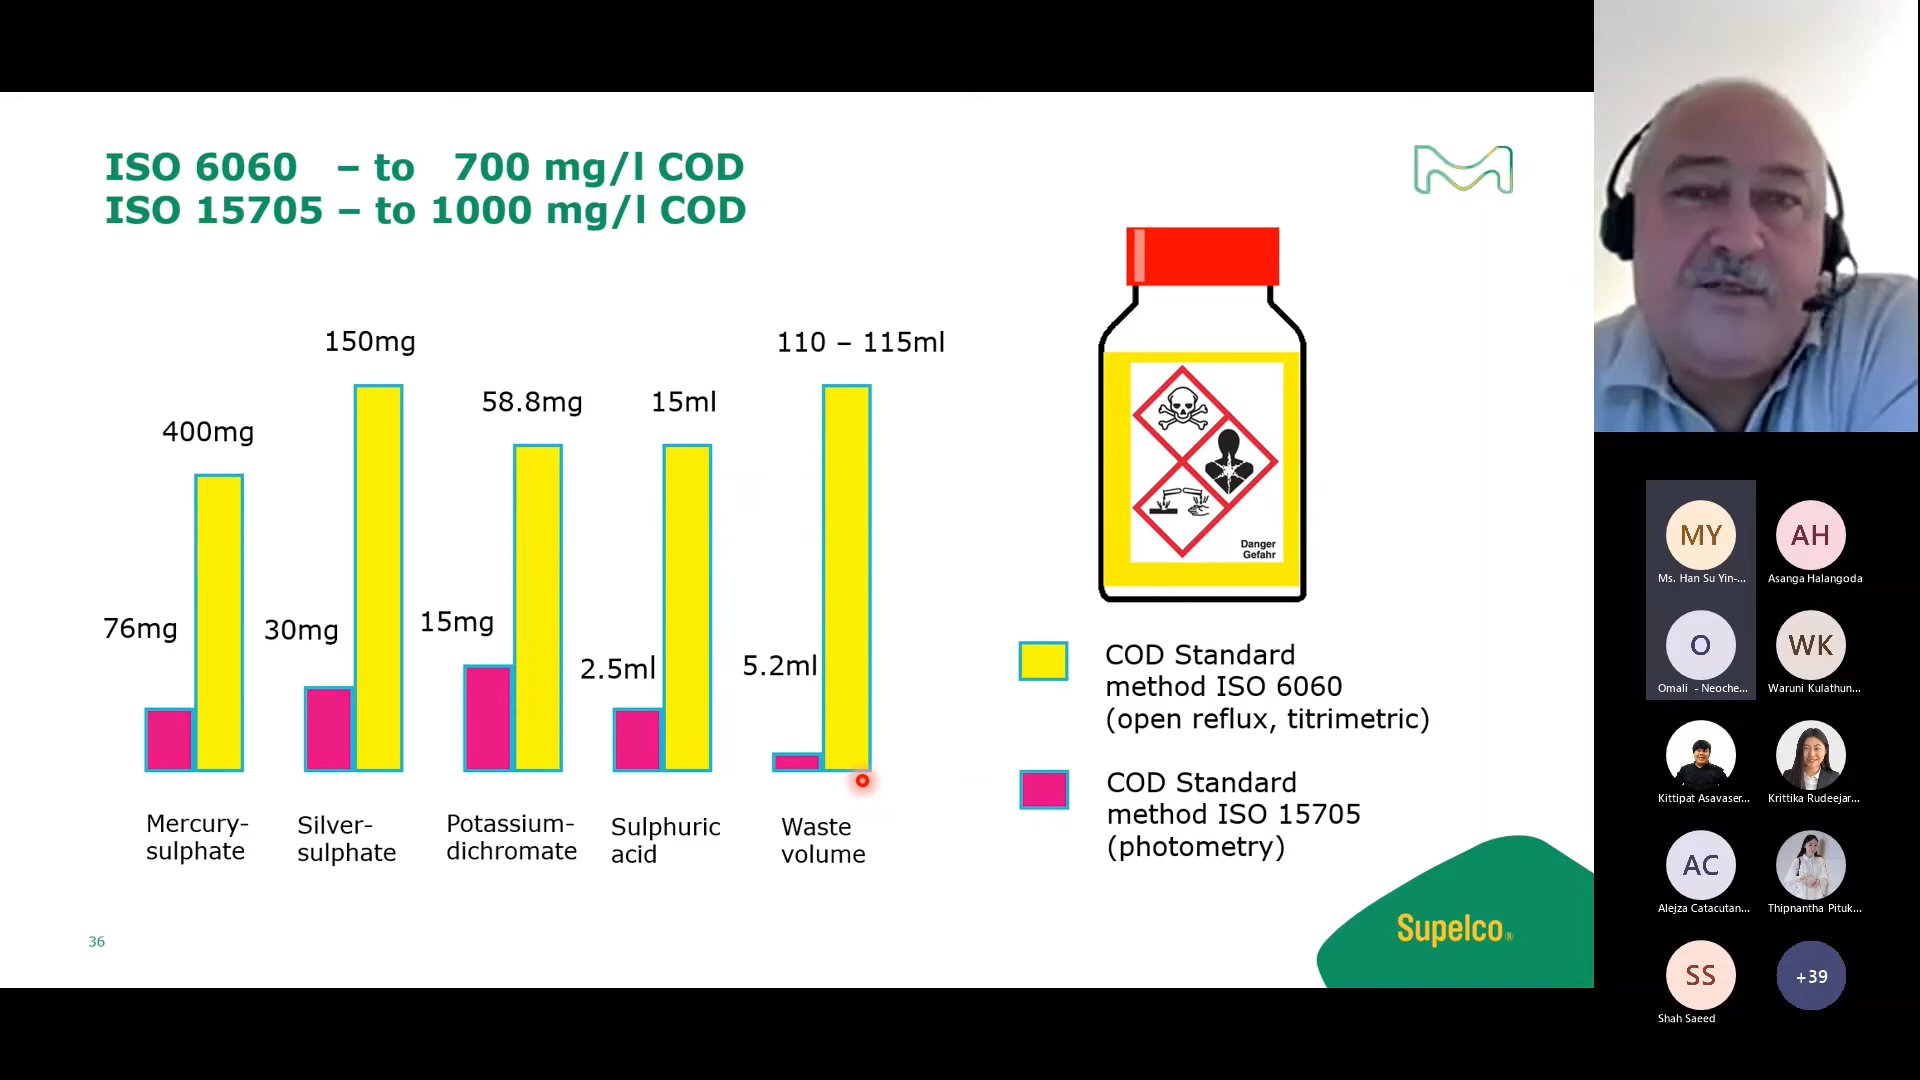 ISO 6060 – to 700 mg/l COD
ISO 15705 – to 1000 mg/l COD
150mg
110 – 115ml
400mg
58.8mg
15ml
76mg
30mg
15mg
2.5ml
5.2ml
Mercury-
sulphate
Silver-
sulphate
Potassium-
dichromate
Sulphuric
acid
Waste
volume
Danger
Gefahr
COD Standard
method ISO 6060
(open reflux, titrimetric)
COD Standard
method ISO 15705
(photometry)
36
Supelco®
MY
Ms. Han Su Yin-...
AH
Asanga Halangoda
O
Omali - Neoche...
WK
Waruni Kulathun...
Kittipat Asavaser...
Krittika Rudeejar...
AC
Alejza Catacutan...
Thipnantha Pituk...
SS
Shah Saeed
+39